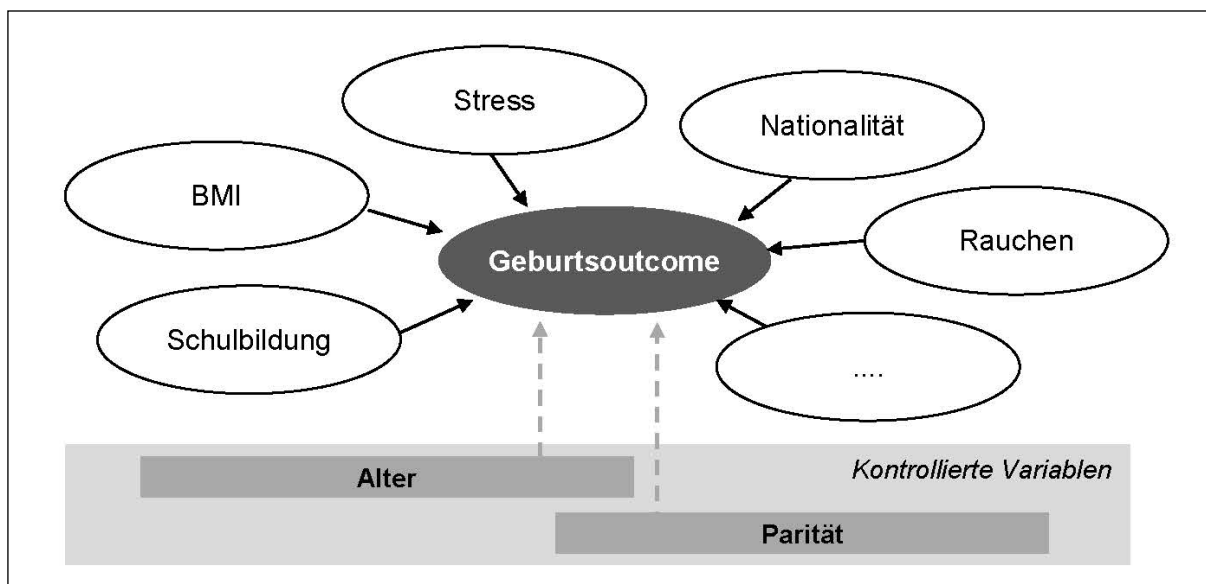 Stress
Nationalität
BMI
Rauchen
Geburtsoutcome
Schulbildung
....
Kontrollierte Variablen
Alter
Parität